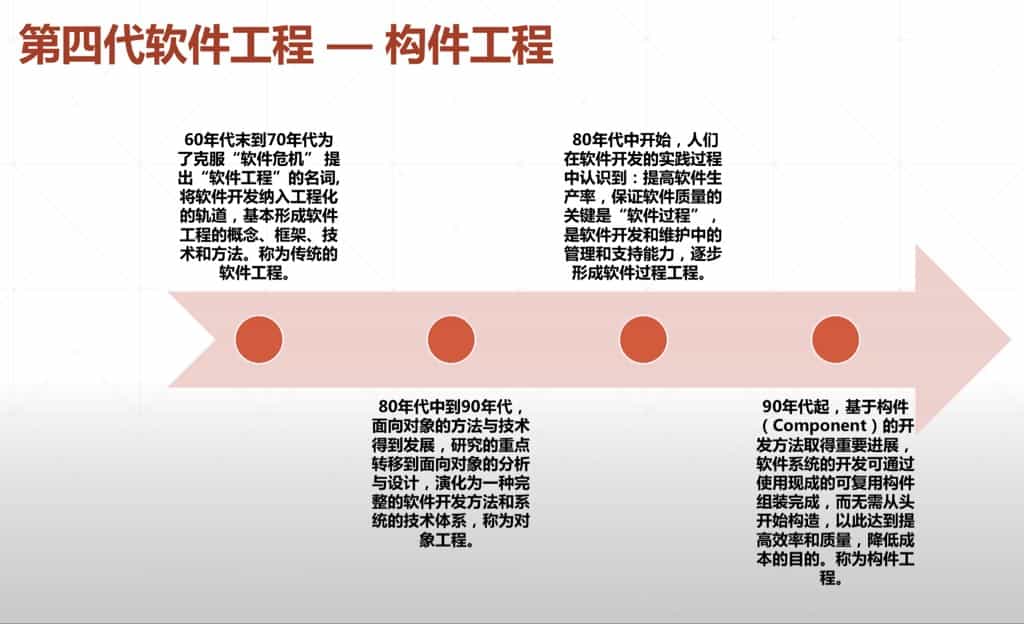 第四代软件工程 — 构件工程
60年代末到70年代为
了克服“软件危机” 提
出“软件工程”的名词,
将软件开发纳入工程化
的轨道，基本形成软件
工程的概念、框架、技
术和方法。称为传统的
软件工程。
80年代中到90年代，
面向对象的方法与技术
得到发展，研究的重点
转移到面向对象的分析
与设计，演化为一种完
整的软件开发方法和系
统的技术体系，称为对
象工程。
80年代中开始，人们
在软件开发的实践过程
中认识到：提高软件生
产率，保证软件质量的
关键是“软件过程”，
是软件开发和维护中的
管理和支持能力，逐步
形成软件过程工程。
90年代起，基于构件
（Component）的开
发方法取得重要进展，
软件系统的开发可通过
使用现成的可复用构件
组装完成，而无需从头
开始构造，以此达到提
高效率和质量，降低成
本的目的。称为构件工
程。